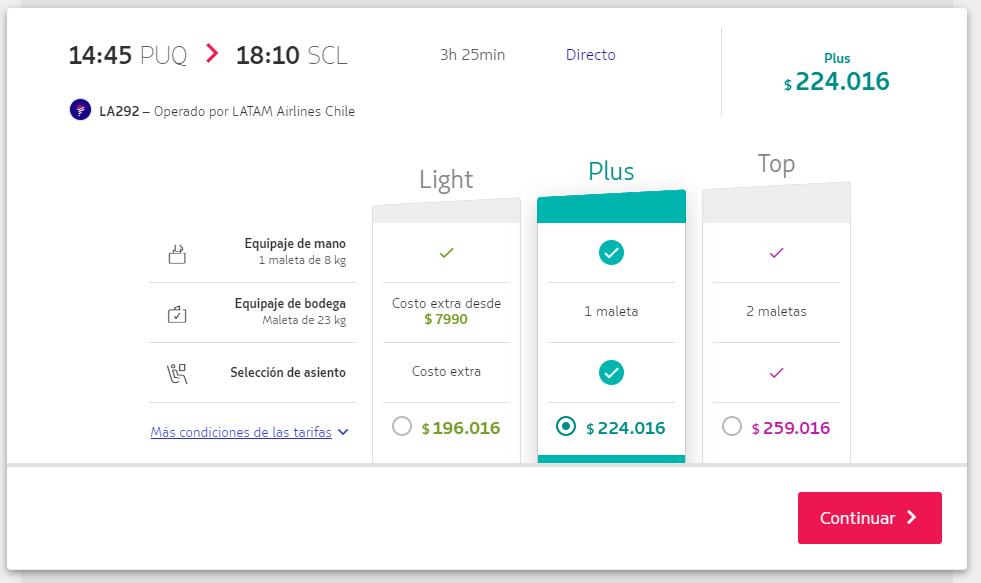 14:45 PUQ 18:10 SCL 3h 25min Directo
Plus
$ 224.016
LA292 – Operado por LATAM Airlines Chile
Light Plus Top
Equipaje de mano
1 maleta de 8 kg
Equipaje de bodega
Maleta de 23 kg
Costo extra desde
$ 7990
1 maleta
2 maletas
Selección de asiento
Costo extra
Más condiciones de las tarifas
$ 196.016
$ 224.016
$ 259.016
Continuar